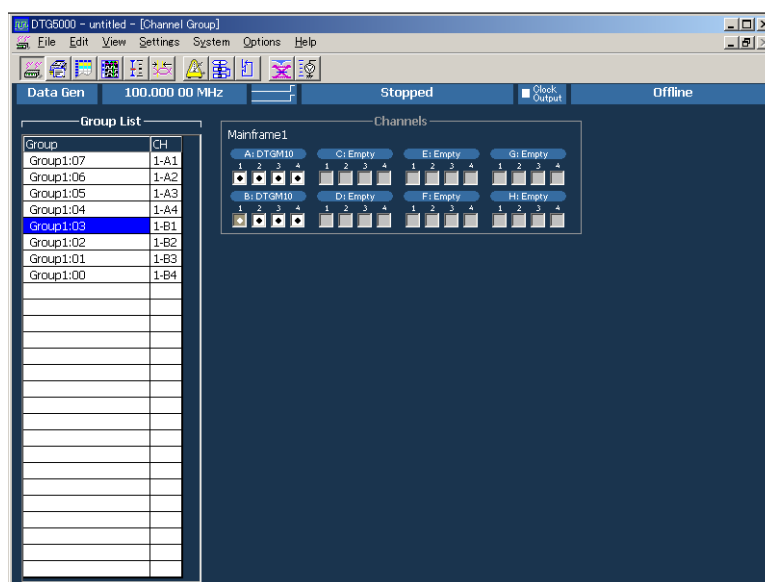 DTG5000 - untitled - [Channel Group]
File Edit View Settings System Options Help
Data Gen 100.000 00 MHz Stopped Clock Output Offline
Group List
Group CH
Group1:07 1-A1
Group1:06 1-A2
Group1:05 1-A3
Group1:04 1-A4
Group1:03 1-B1
Group1:02 1-B2
Group1:01 1-B3
Group1:00 1-B4
Channels
Mainframe1
A: DTGM10 C: Empty E: Empty G: Empty
1 2 3 4 1 2 3 4 1 2 3 4 1 2 3 4
B: DTGM10 D: Empty F: Empty H: Empty
1 2 3 4 1 2 3 4 1 2 3 4 1 2 3 4